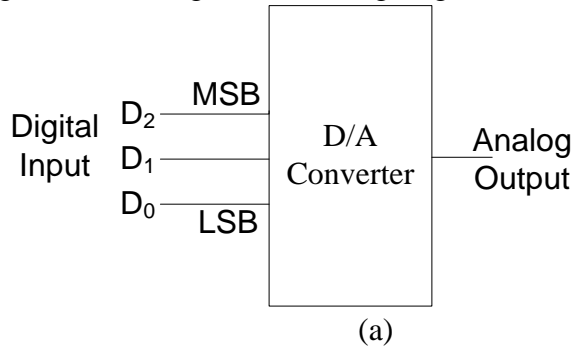 MSB
Digital
Input
D₂
D₁
D₀
LSB
D/A
Converter
Analog
Output
(a)